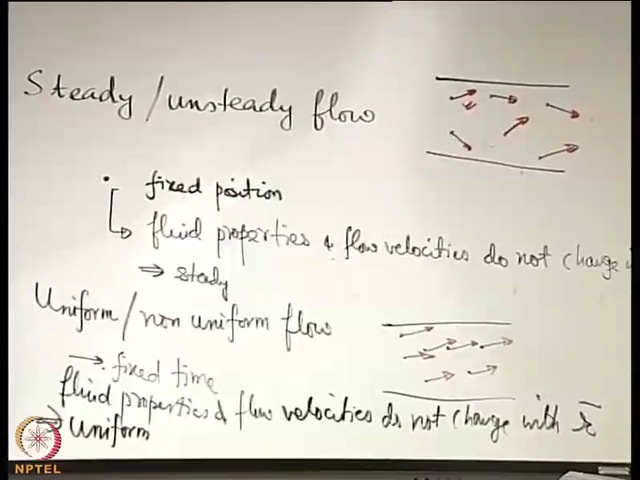 Steady / unsteady flow
fixed position
fluid properties & flow velocities do not change
⇒ steady
Uniform / non uniform flow
→ fixed time
fluid properties & flow velocities do not change with
⇒ Uniform
NPTEL